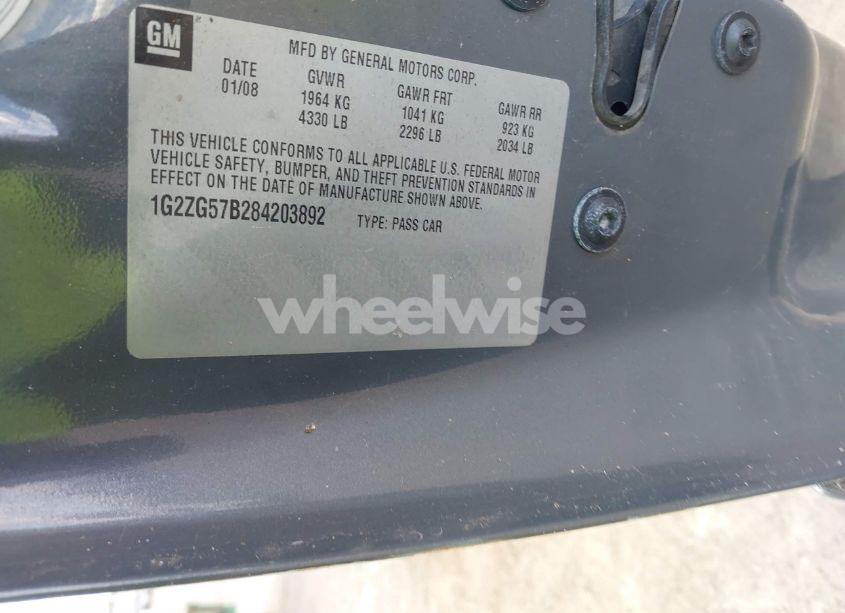 GM
MFD BY GENERAL MOTORS CORP.
DATE GVWR GAWR FRT GAWR RR
01/08 1964 KG 1041 KG 923 KG
4330 LB 2296 LB 2034 LB
THIS VEHICLE CONFORMS TO ALL APPLICABLE U.S. FEDERAL MOTOR
VEHICLE SAFETY, BUMPER, AND THEFT PREVENTION STANDARDS IN
EFFECT ON THE DATE OF MANUFACTURE SHOWN ABOVE.
1G2ZG57B284203892 TYPE: PASS CAR
wheelwise